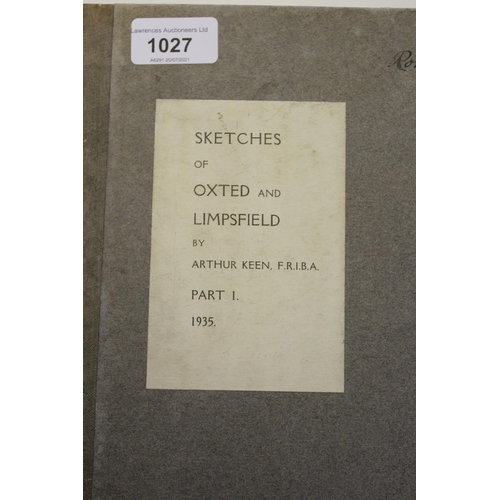 Lawrences Auctioneers Ltd
1027
SKETCHES
OF
OXTED AND
LIMPSFIELD
BY
ARTHUR KEEN, F.R.I.B.A.
PART I.
1935.